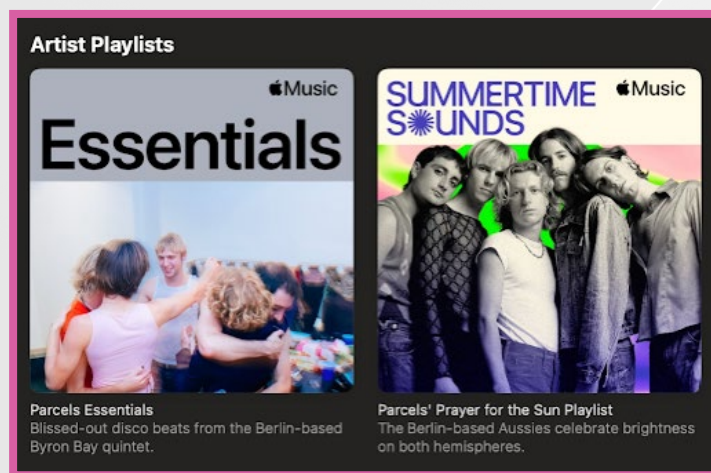 Artist Playlists
Music
Essentials
SUMMERTIME
SOUNDS
Music
Parcels Essentials
Blissed-out disco beats from the Berlin-based
Byron Bay quintet.
Parcels' Prayer for the Sun Playlist
The Berlin-based Aussies celebrate brightness
on both hemispheres.